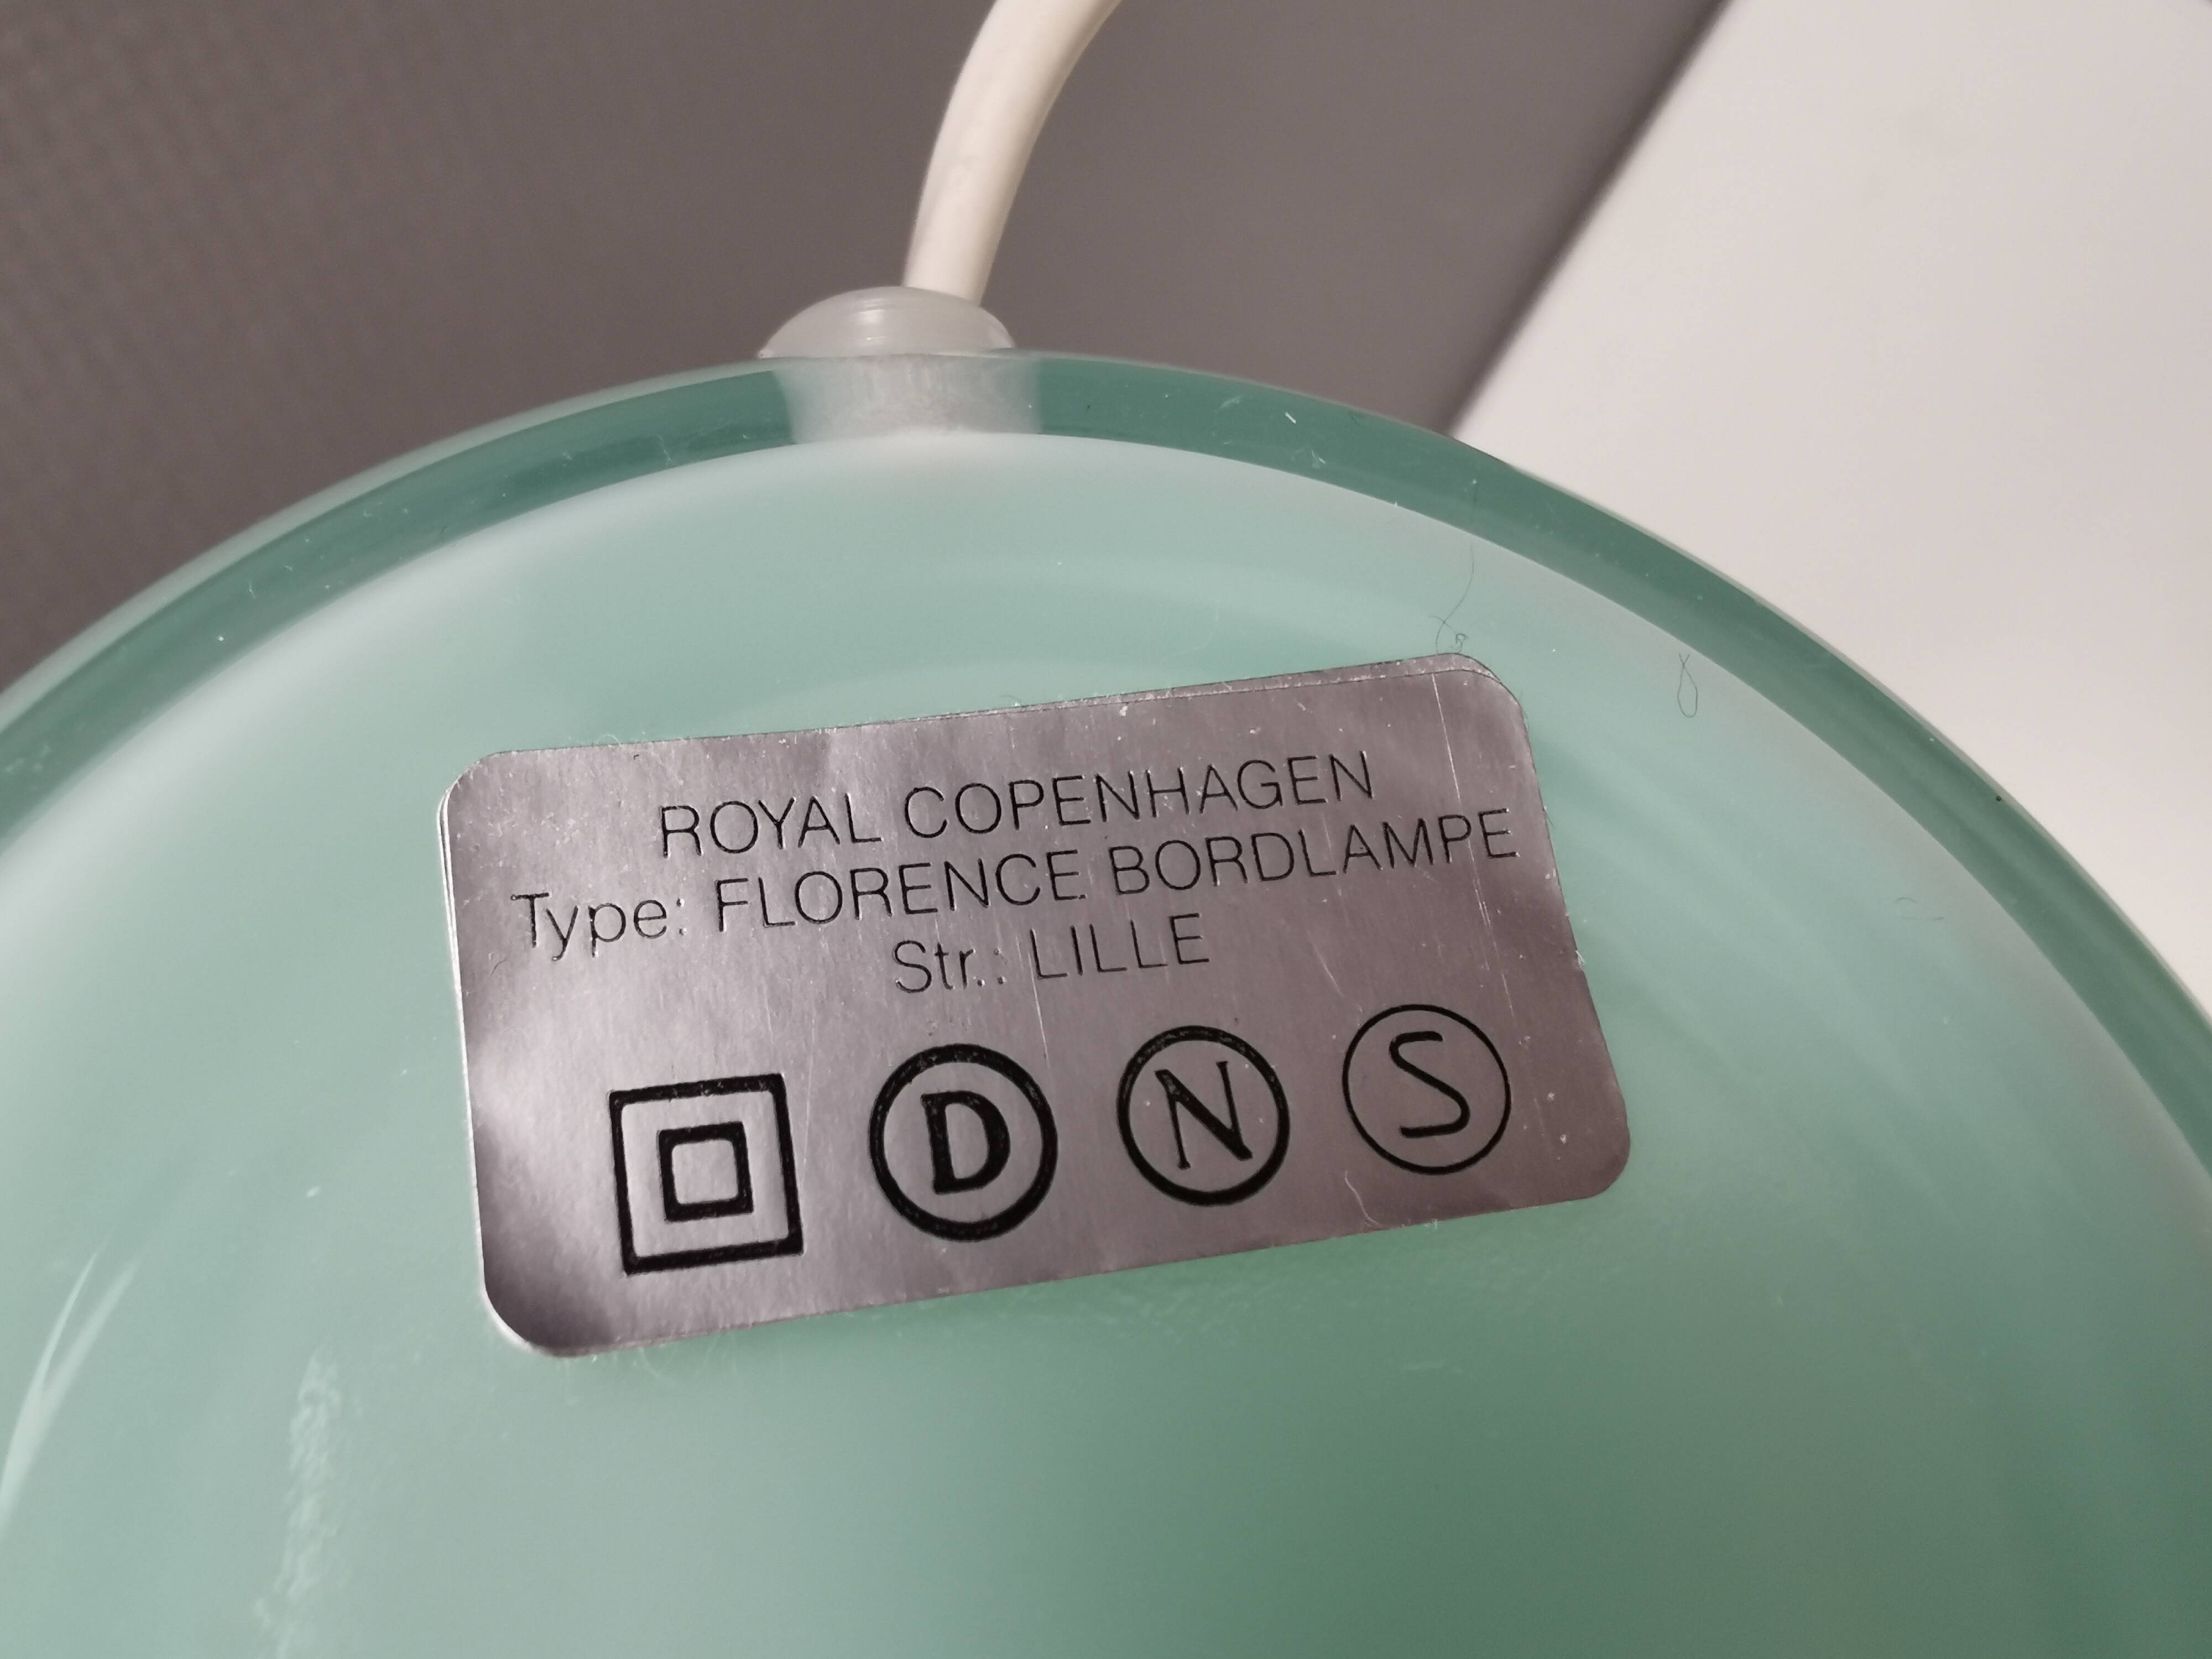 ROYAL COPENHAGEN
Type: FLORENCE BORDLAMPE
Str.: LILLE
D N S